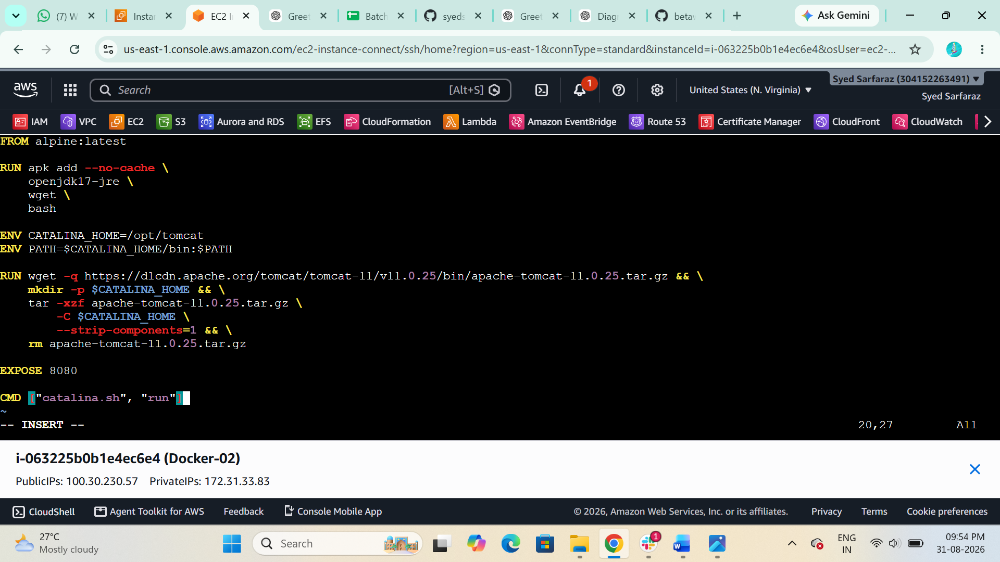 (7) W
Instar
EC2 I
Greet
Batch
syeds
Greet
Diagr
betaw
Ask Gemini
us-east-1.console.aws.amazon.com/ec2-instance-connect/ssh/home?region=us-east-1&connType=standard&instanceId=i-063225b0b1e4ec6e4&osUser=ec2-...
aws
Search
[Alt+S]
1
United States (N. Virginia) ▼
Syed Sarfaraz (304152263491) ▼
Syed Sarfaraz
IAM
VPC
EC2
S3
Aurora and RDS
EFS
CloudFormation
Lambda
Amazon EventBridge
Route 53
Certificate Manager
CloudFront
CloudWatch
FROM alpine:latest
RUN apk add --no-cache \
openjdk17-jre \
wget \
bash
ENV CATALINA_HOME=/opt/tomcat
ENV PATH=$CATALINA_HOME/bin:$PATH
RUN wget -q https://dlcdn.apache.org/tomcat/tomcat-11/v11.0.25/bin/apache-tomcat-11.0.25.tar.gz && \
mkdir -p $CATALINA_HOME && \
tar -xzf apache-tomcat-11.0.25.tar.gz \
-C $CATALINA_HOME \
--strip-components=1 && \
rm apache-tomcat-11.0.25.tar.gz
EXPOSE 8080
CMD ["catalina.sh", "run"]
~
-- INSERT --
20,27
All
i-063225b0b1e4ec6e4 (Docker-02)
PublicIPs: 100.30.230.57 PrivateIPs: 172.31.33.83
CloudShell
Agent Toolkit for AWS
Feedback
Console Mobile App
© 2026, Amazon Web Services, Inc. or its affiliates.
Privacy
Terms
Cookie preferences
27°C
Mostly cloudy
Search
1
ENG
IN
09:54 PM
31-08-2026